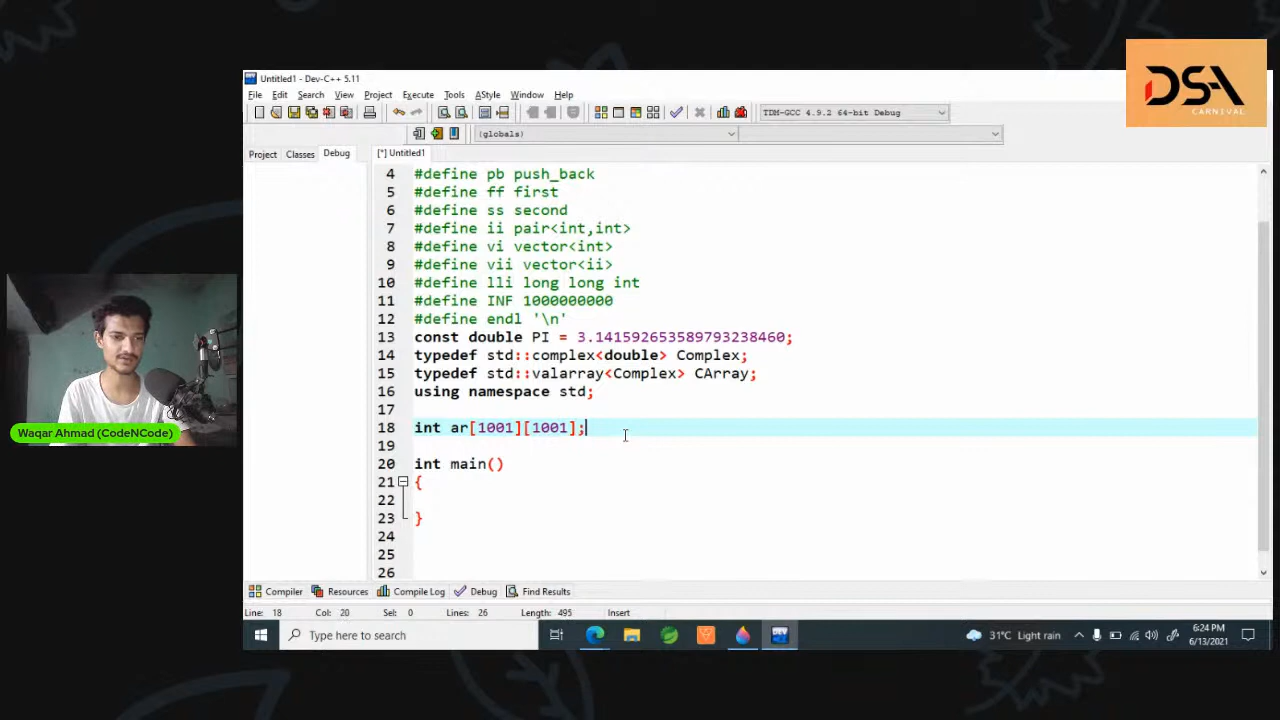 DSA
CARNIVAL
Untitled1 - Dev-C++ 5.11
File Edit Search View Project Execute Tools AStyle Window Help
TDM-GCC 4.9.2 64-bit Debug
(globals)
Project Classes Debug [*] Untitled1
4 #define pb push_back
5 #define ff first
6 #define ss second
7 #define ii pair<int,int>
8 #define vi vector<int>
9 #define vii vector<ii>
10 #define lli long long int
11 #define INF 1000000000
12 #define endl '\n'
13 const double PI = 3.141592653589793238460;
14 typedef std::complex<double> Complex;
15 typedef std::valarray<Complex> CArray;
16 using namespace std;
17
18 int ar[1001][1001];
19
20 int main()
21 {
22
23 }
24
25
26
Waqar Ahmad (CodeNCode)
Compiler Resources Compile Log Debug Find Results
Line: 18 Col: 20 Sel: 0 Lines: 26 Length: 495 Insert
Type here to search
DEV
31°C Light rain
6:24 PM
6/13/2021